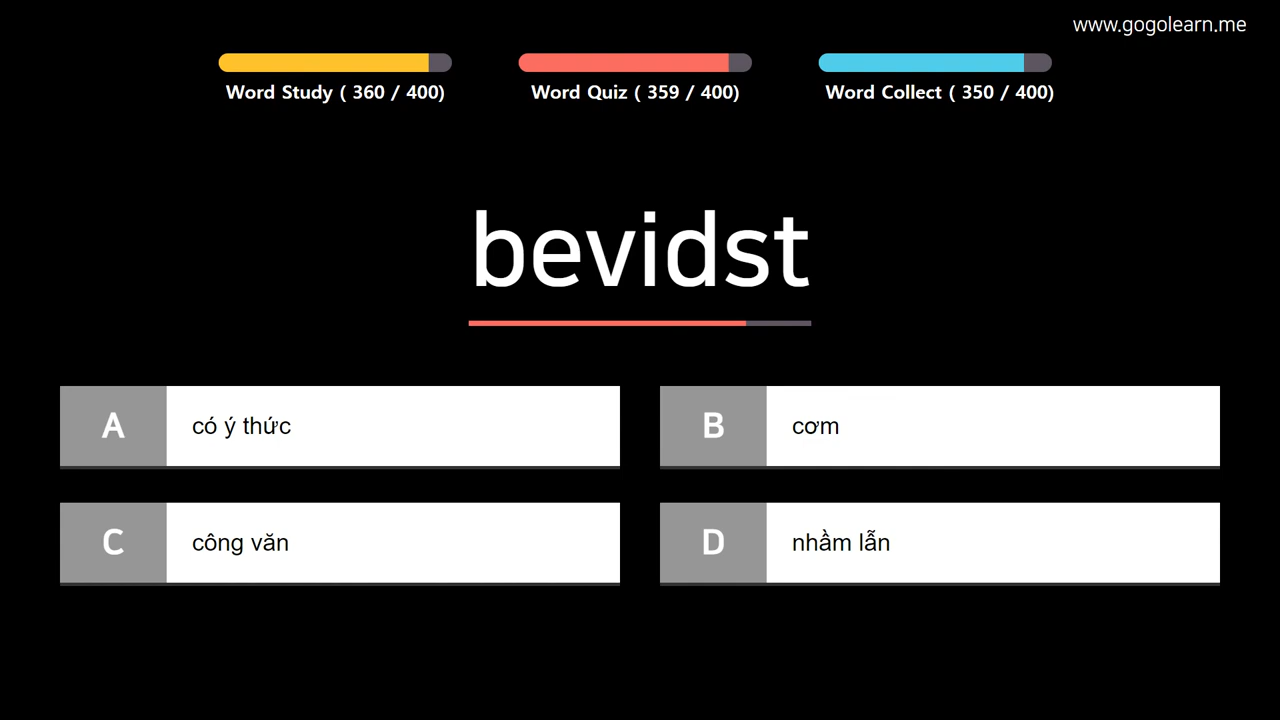 www.gogolearn.me
Word Study ( 360 / 400)
Word Quiz ( 359 / 400)
Word Collect ( 350 / 400)
bevidst
A có ý thức
B cơm
C công văn
D nhầm lẫn